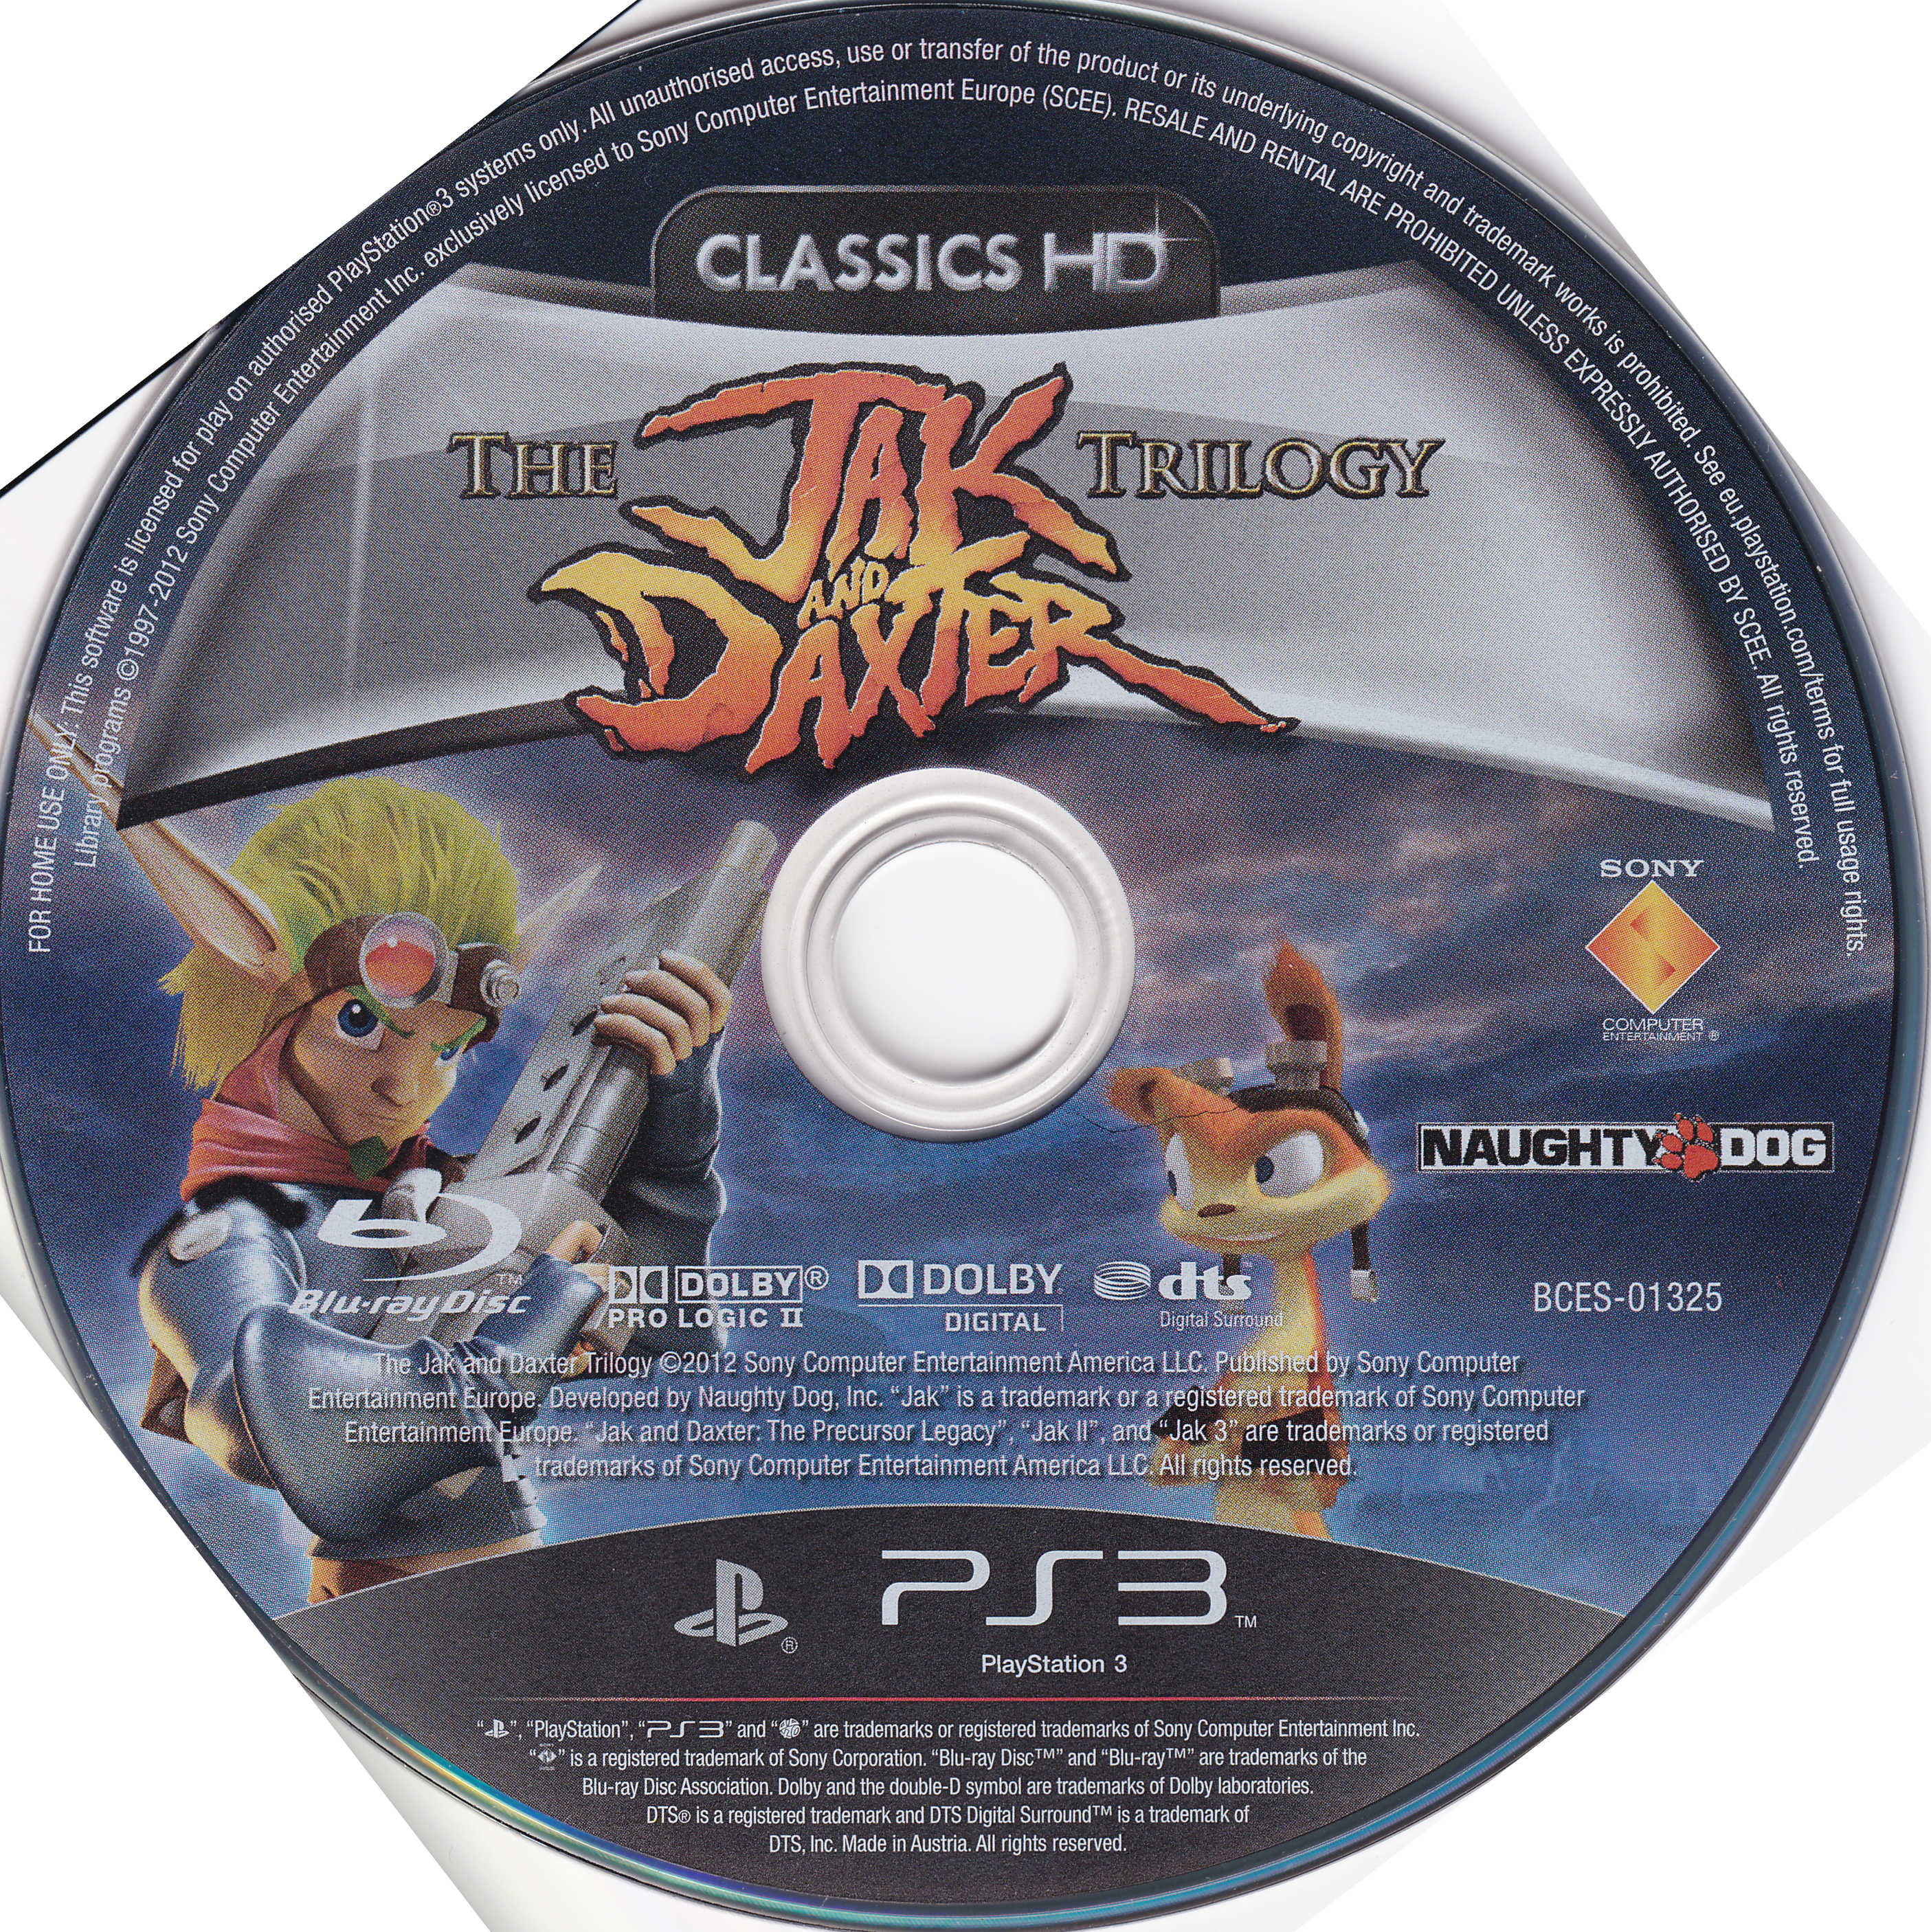 FOR HOME USE ONLY. This software is licensed for play on authorised PlayStation®3 systems only. All unauthorised access, use or transfer of the product or its underlying copyright and trademark works is prohibited. See eu.playstation.com/terms for full usage rights.
Library programs ©1997-2012 Sony Computer Entertainment Inc. exclusively licensed to Sony Computer Entertainment Europe (SCEE). RESALE AND RENTAL ARE PROHIBITED UNLESS EXPRESSLY AUTHORISED BY SCEE. All rights reserved.
CLASSICS HD
THE JAK AND DAXTER TRILOGY
SONY
COMPUTER
ENTERTAINMENT ®
NAUGHTY DOG
Blu-ray Disc™
DOLBY®
PRO LOGIC II
DOLBY
DIGITAL
dts
Digital Surround
BCES-01325
The Jak and Daxter Trilogy ©2012 Sony Computer Entertainment America LLC. Published by Sony Computer
Entertainment Europe. Developed by Naughty Dog, Inc. “Jak” is a trademark or a registered trademark of Sony Computer
Entertainment Europe. “Jak and Daxter: The Precursor Legacy”, “Jak II”, and “Jak 3” are trademarks or registered
trademarks of Sony Computer Entertainment America LLC. All rights reserved.
® PS3™
PlayStation 3
“ ”, “PlayStation”, “PS3” and “ ” are trademarks or registered trademarks of Sony Computer Entertainment Inc.
“ ” is a registered trademark of Sony Corporation. “Blu-ray Disc™” and “Blu-ray™” are trademarks of the
Blu-ray Disc Association. Dolby and the double-D symbol are trademarks of Dolby laboratories.
DTS® is a registered trademark and DTS Digital Surround™ is a trademark of
DTS, Inc. Made in Austria. All rights reserved.